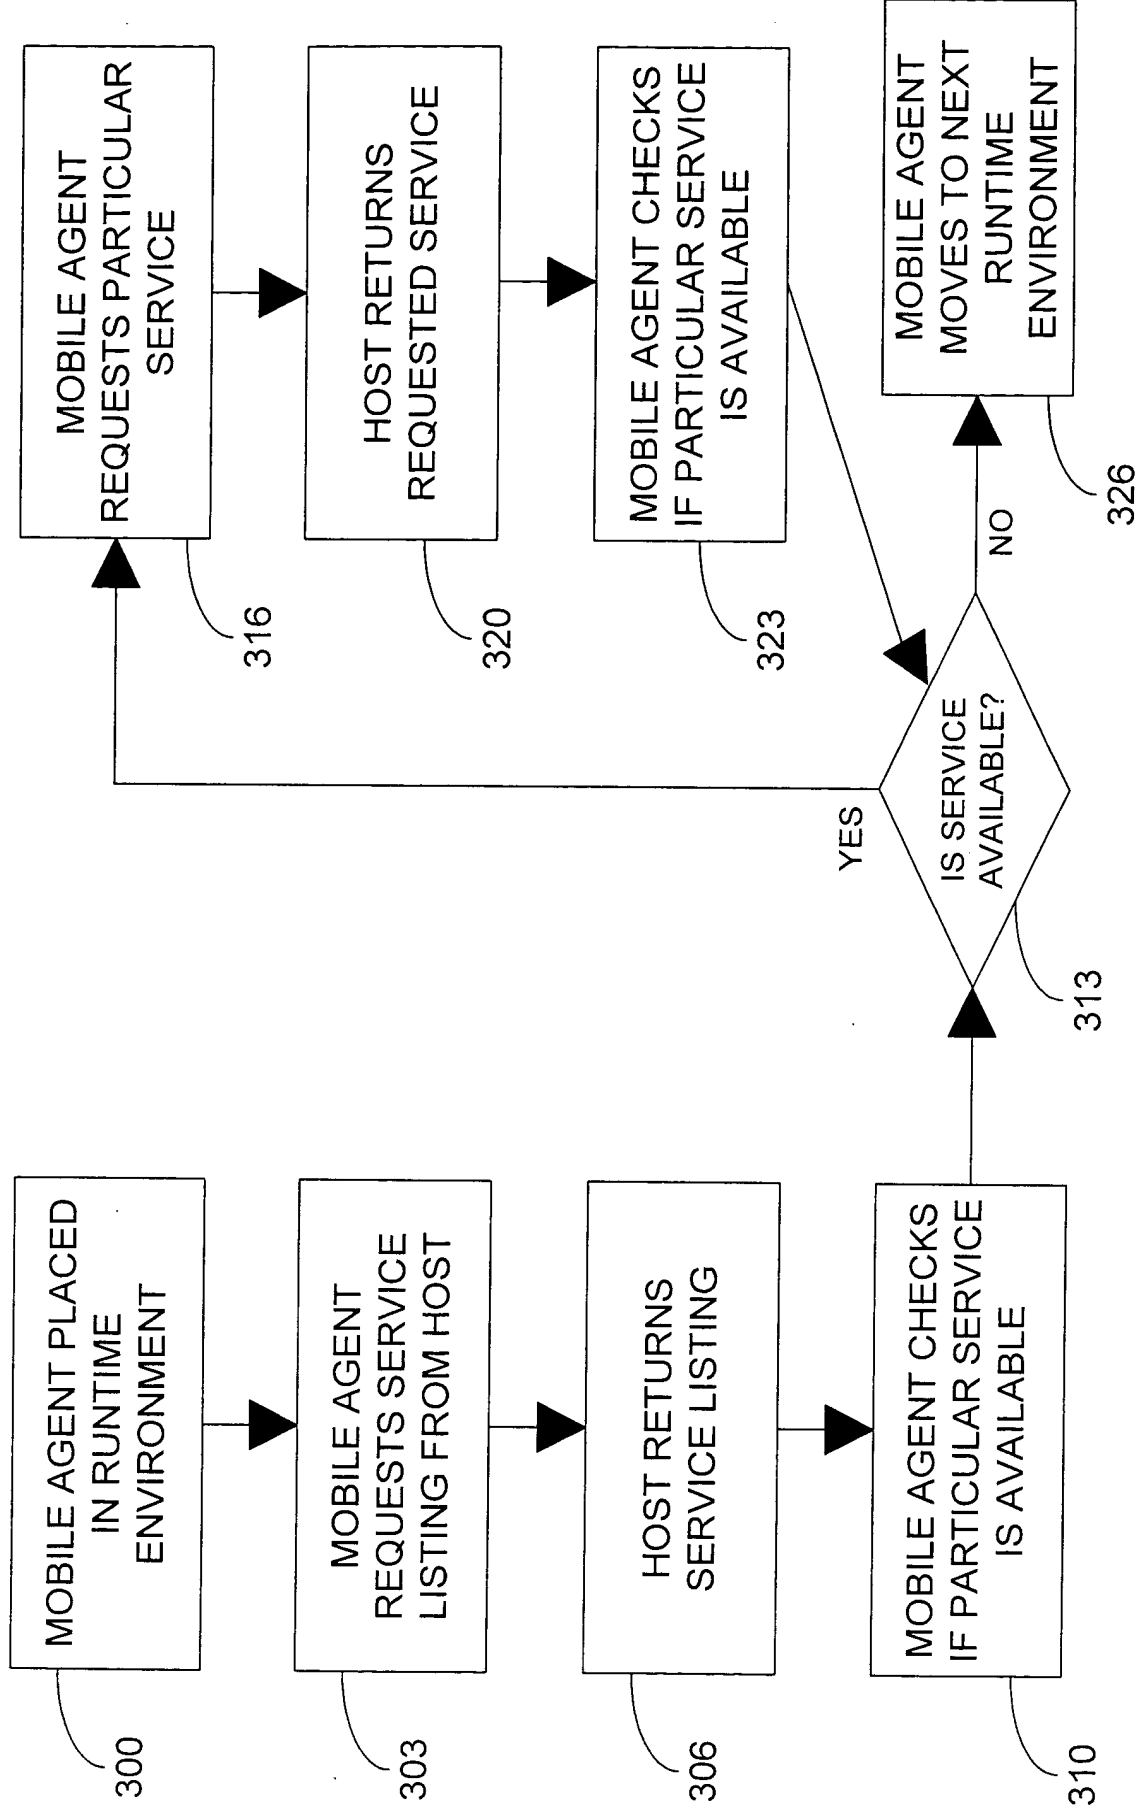 MOBILE AGENT PLACED
IN RUNTIME
ENVIRONMENT
300
MOBILE AGENT
REQUESTS SERVICE
LISTING FROM HOST
303
HOST RETURNS
SERVICE LISTING
306
MOBILE AGENT CHECKS
IF PARTICULAR SERVICE
IS AVAILABLE
310
IS SERVICE
AVAILABLE?
313
YES
NO
MOBILE AGENT
REQUESTS PARTICULAR
SERVICE
316
HOST RETURNS
REQUESTED SERVICE
320
MOBILE AGENT CHECKS
IF PARTICULAR SERVICE
IS AVAILABLE
323
MOBILE AGENT
MOVES TO NEXT
RUNTIME
ENVIRONMENT
326